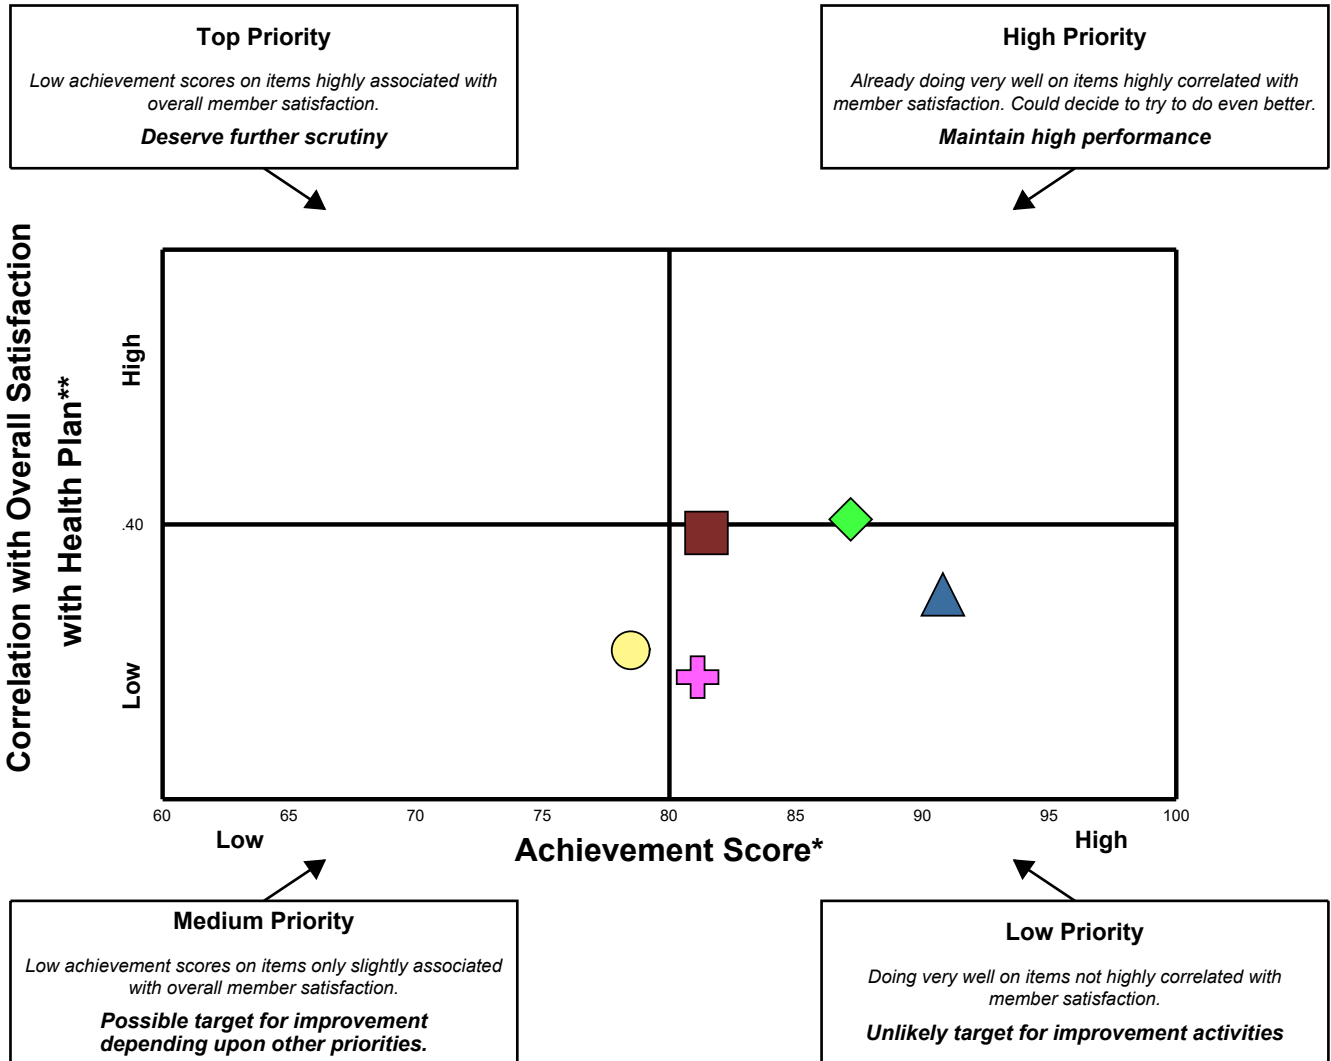 Top Priority
Low achievement scores on items highly associated with
overall member satisfaction.
Deserve further scrutiny
High Priority
Already doing very well on items highly correlated with
member satisfaction. Could decide to try to do even better.
Maintain high performance
Correlation with Overall Satisfaction
with Health Plan**
High
.40
Low
60
65
70
75
80
85
90
95
100
Low
Achievement Score*
High
Medium Priority
Low achievement scores on items only slightly associated
with overall member satisfaction.
Possible target for improvement
depending upon other priorities.
Low Priority
Doing very well on items not highly correlated with
member satisfaction.
Unlikely target for improvement activities